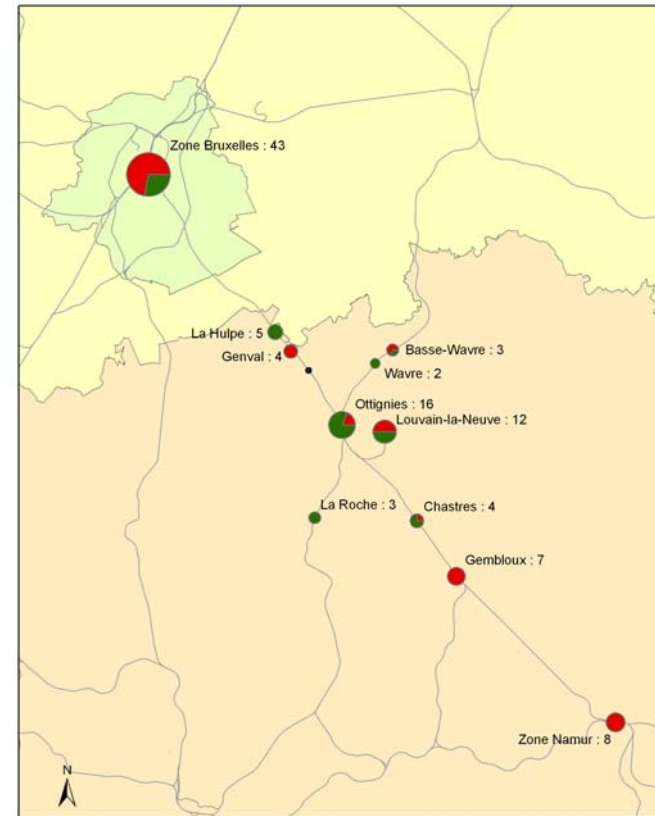 Zone Bruxelles : 43
La Hulpe : 5
Genval : 4
Basse-Wavre : 3
Wavre : 2
Ottignies : 16
Louvain-la-Neuve : 12
La Roche : 3
Chastres : 4
Gembloux : 7
Zone Namur : 8
N